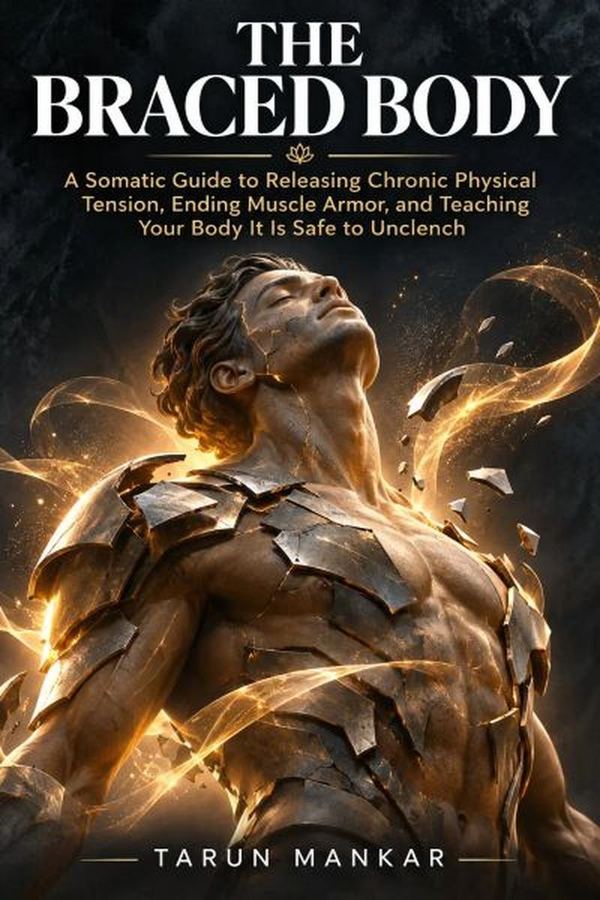 THE
BRACED BODY
A Somatic Guide to Releasing Chronic Physical
Tension, Ending Muscle Armor, and Teaching
Your Body It Is Safe to Unclench
TARUN MANKAR